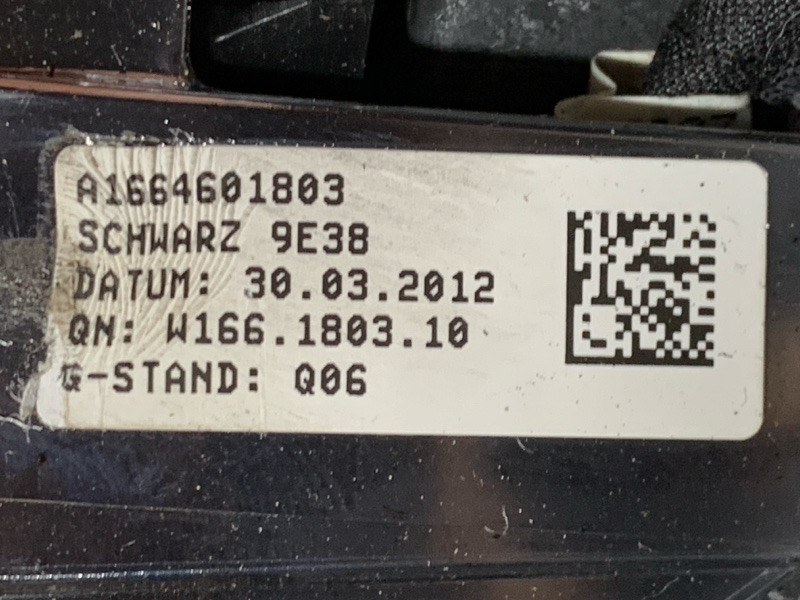 A1664601803
SCHWARZ 9E38
DATUM: 30.03.2012
QN: W166.1803.10
G-STAND: Q06